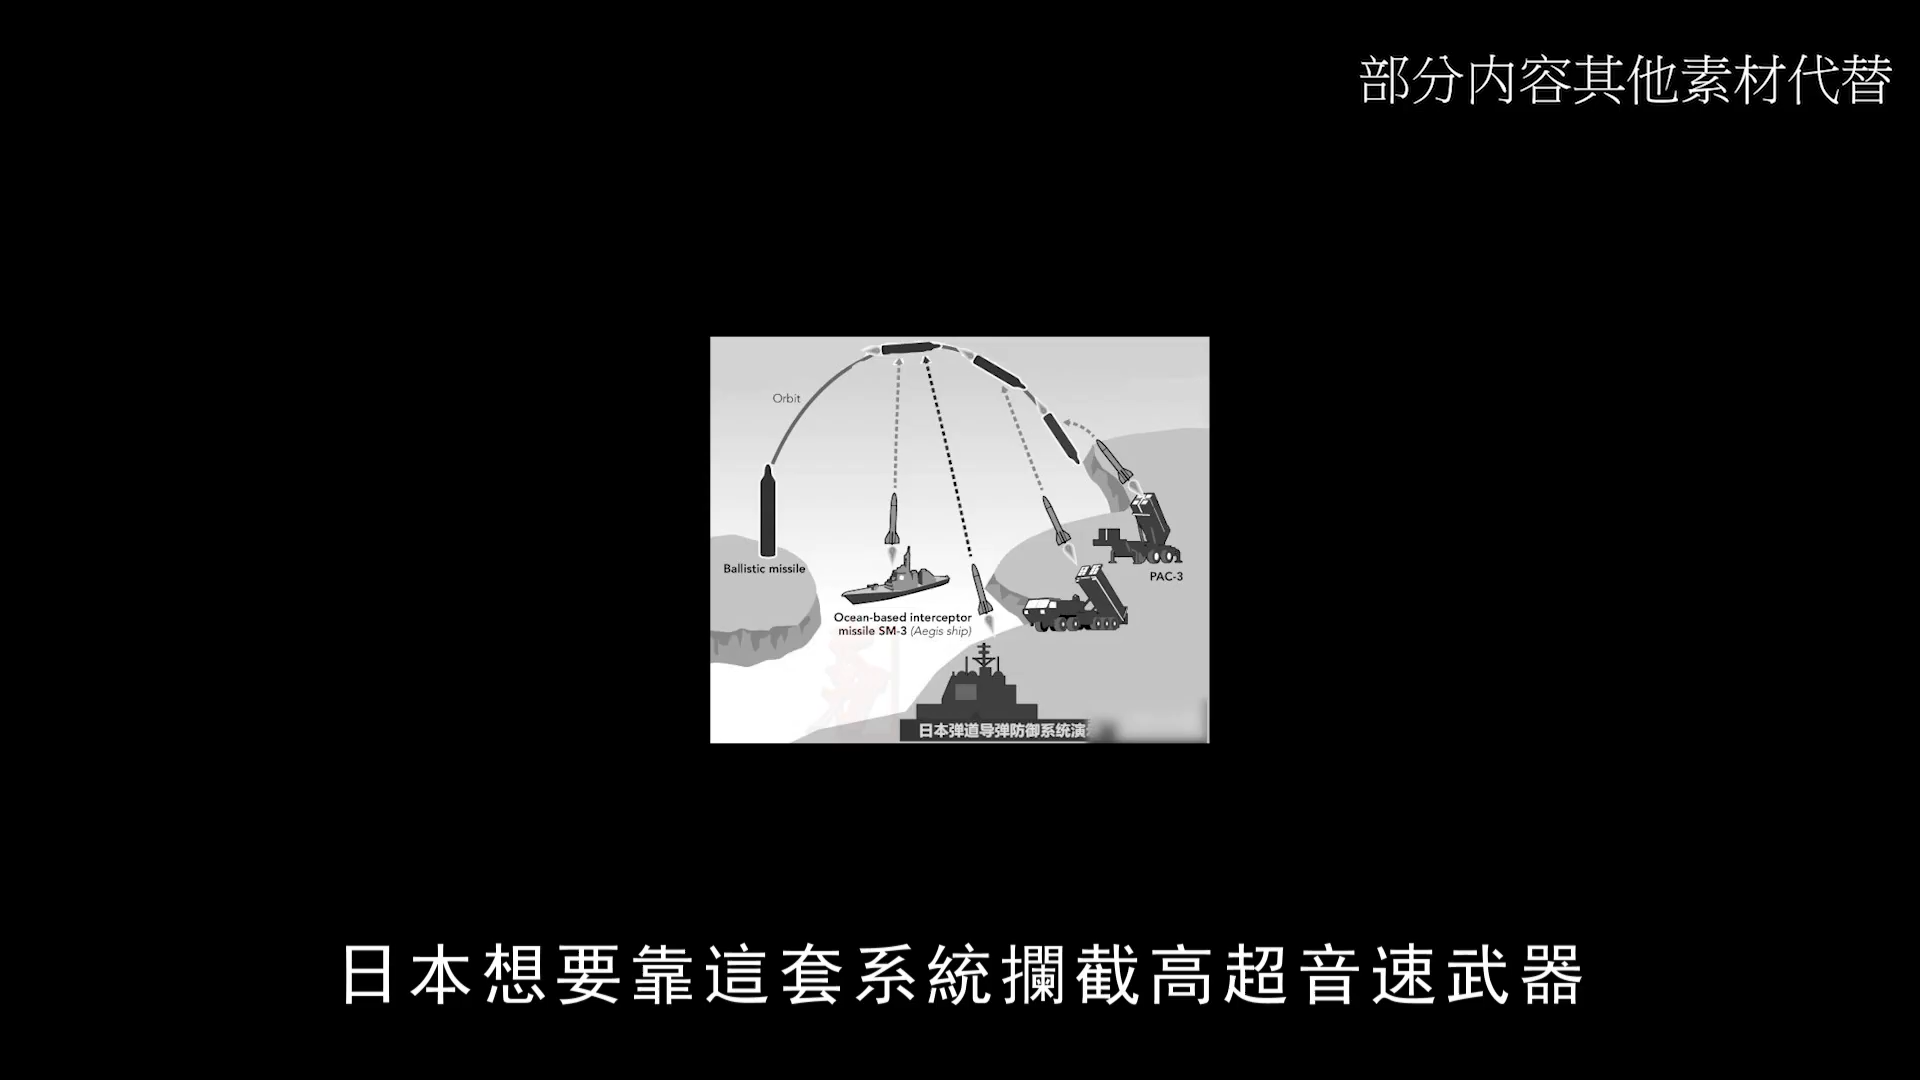 部分内容其他素材代替
Orbit
Ballistic missile
PAC-3
Ocean-based interceptor
missile SM-3 (Aegis ship)
日本弹道导弹防御系统演
日本想要靠這套系統攔截高超音速武器